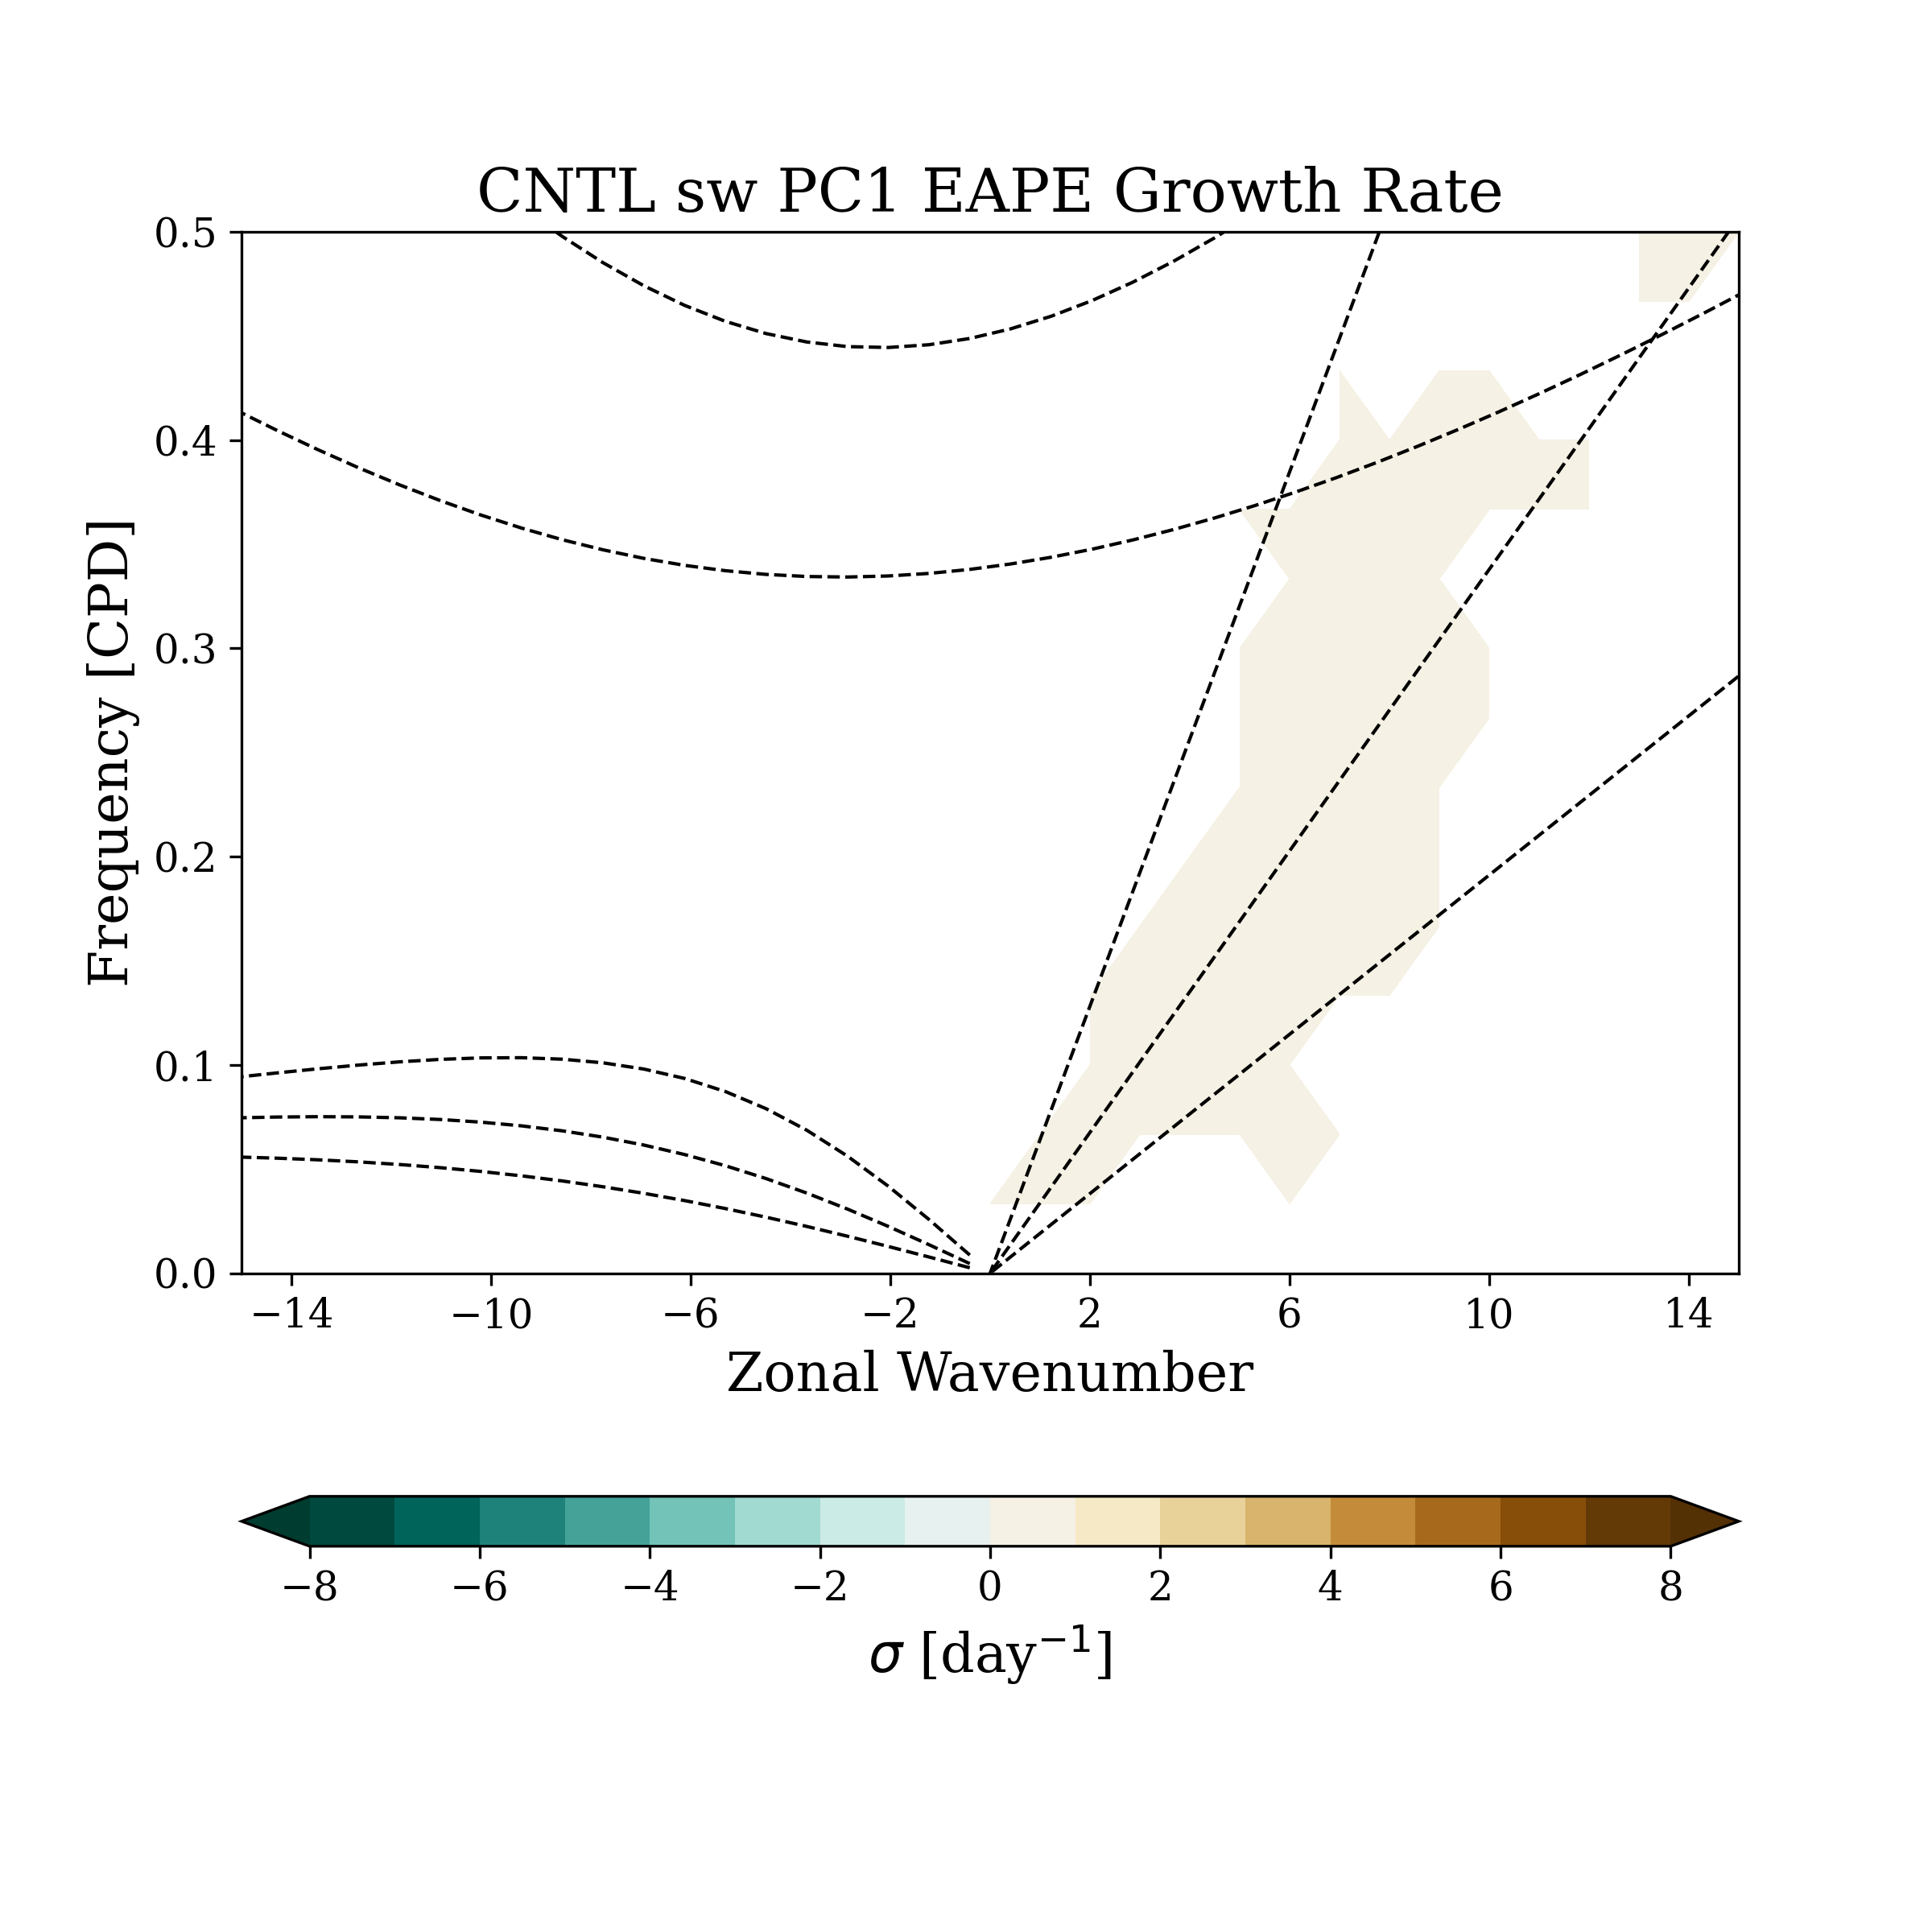 CNTL sw PC1 EAPE Growth Rate
0.5
0.4
0.3
0.2
0.1
0.0
Frequency [CPD]
−14 −10 −6 −2 2 6 10 14
Zonal Wavenumber
−8 −6 −4 −2 0 2 4 6 8
σ [day⁻¹]